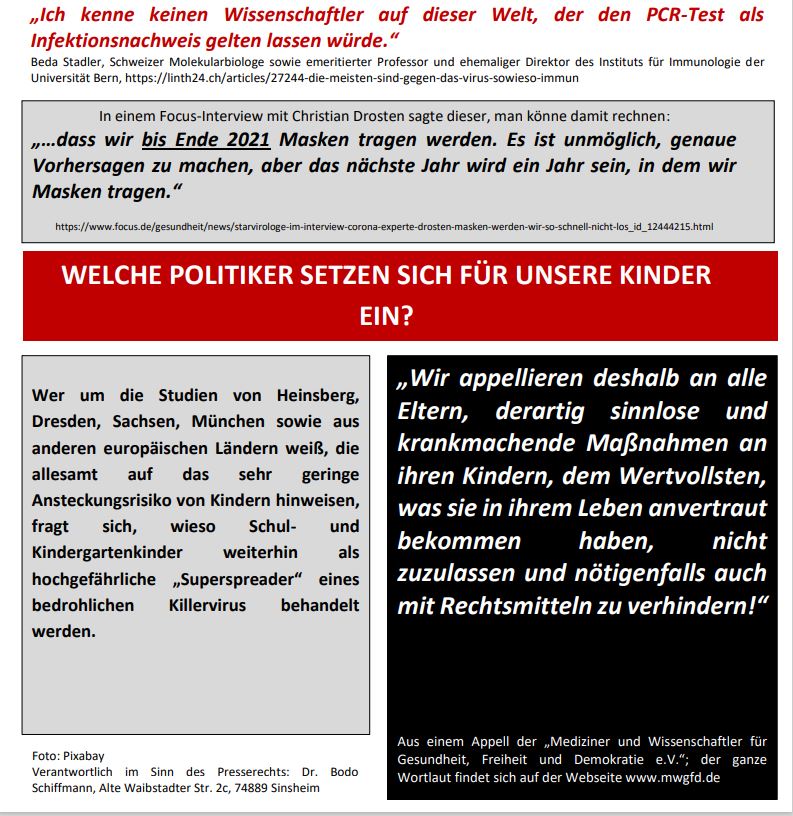 „Ich kenne keinen Wissenschaftler auf dieser Welt, der den PCR-Test als
Infektionsnachweis gelten lassen würde.“
Beda Stadler, Schweizer Molekularbiologe sowie emeritierter Professor und ehemaliger Direktor des Instituts für Immunologie der
Universität Bern, https://linth24.ch/articles/27244-die-meisten-sind-gegen-das-virus-sowieso-immun
In einem Focus-Interview mit Christian Drosten sagte dieser, man könne damit rechnen:
„…dass wir bis Ende 2021 Masken tragen werden. Es ist unmöglich, genaue
Vorhersagen zu machen, aber das nächste Jahr wird ein Jahr sein, in dem wir
Masken tragen.“
https://www.focus.de/gesundheit/news/starvirologe-im-interview-corona-experte-drosten-masken-werden-wir-so-schnell-nicht-los_id_12444215.html
WELCHE POLITIKER SETZEN SICH FÜR UNSERE KINDER
EIN?
Wer um die Studien von Heinsberg,
Dresden, Sachsen, München sowie aus
anderen europäischen Ländern weiß, die
allesamt auf das sehr geringe
Ansteckungsrisiko von Kindern hinweisen,
fragt sich, wieso Schul- und
Kindergartenkinder weiterhin als
hochgefährliche „Superspreader“ eines
bedrohlichen Killervirus behandelt
werden.
Foto: Pixabay
Verantwortlich im Sinn des Presserechts: Dr. Bodo
Schiffmann, Alte Waibstadter Str. 2c, 74889 Sinsheim
„Wir appellieren deshalb an alle
Eltern, derartig sinnlose und
krankmachende Maßnahmen an
ihren Kindern, dem Wertvollsten,
was sie in ihrem Leben anvertraut
bekommen haben, nicht
zuzulassen und nötigenfalls auch
mit Rechtsmitteln zu verhindern!“
Aus einem Appell der „Mediziner und Wissenschaftler für
Gesundheit, Freiheit und Demokratie e.V.“; der ganze
Wortlaut findet sich auf der Webseite www.mwgfd.de